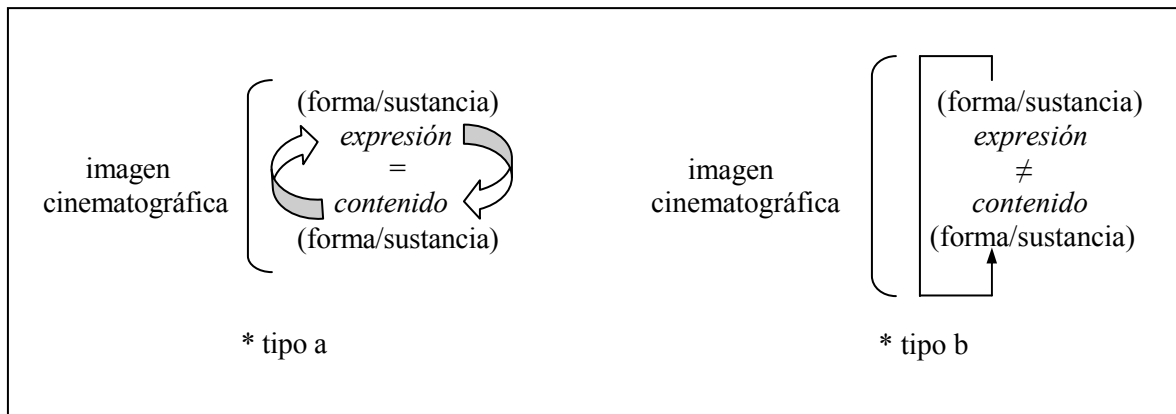 imagen
cinematográfica
(forma/sustancia)
expresión
=
contenido
(forma/sustancia)
* tipo a
imagen
cinematográfica
(forma/sustancia)
expresión
≠
contenido
(forma/sustancia)
* tipo b